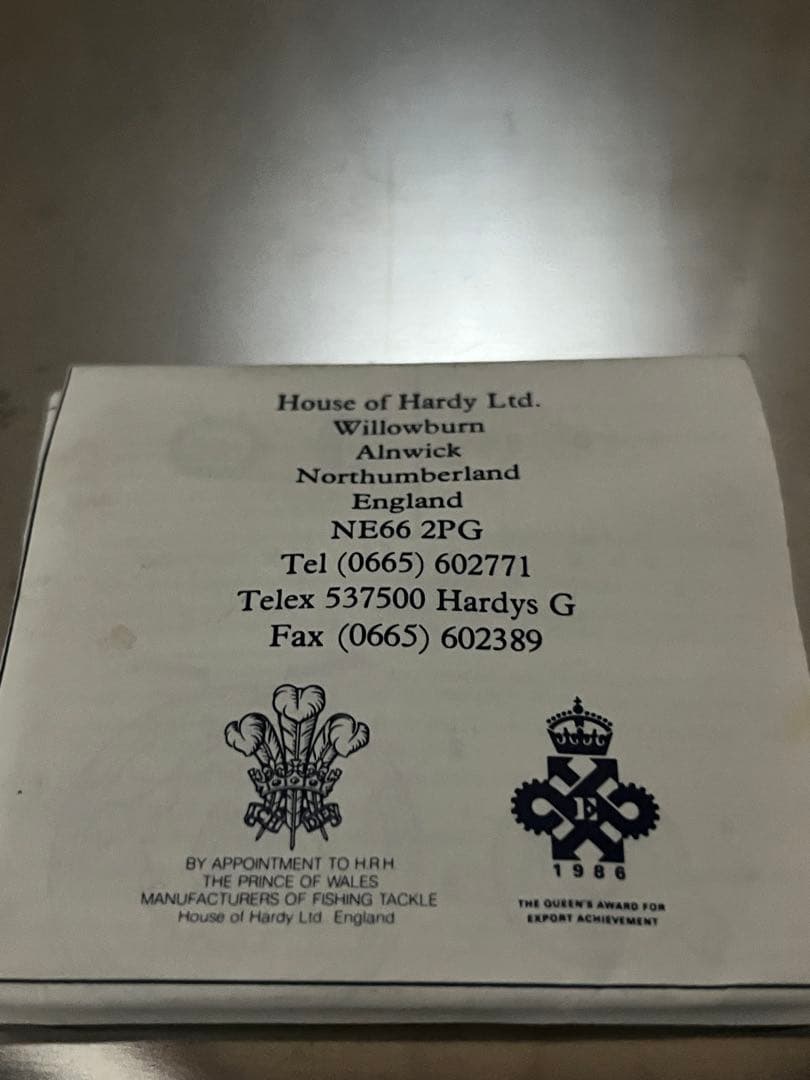 House of Hardy Ltd.
Willowburn
Alnwick
Northumberland
England
NE66 2PG
Tel (0665) 602771
Telex 537500 Hardys G
Fax (0665) 602389
E
1986
BY APPOINTMENT TO H.R.H
THE PRINCE OF WALES
MANUFACTURERS OF FISHING TACKLE
House of Hardy Ltd England
THE QUEEN'S AWARD FOR
EXPORT ACHIEVEMENT